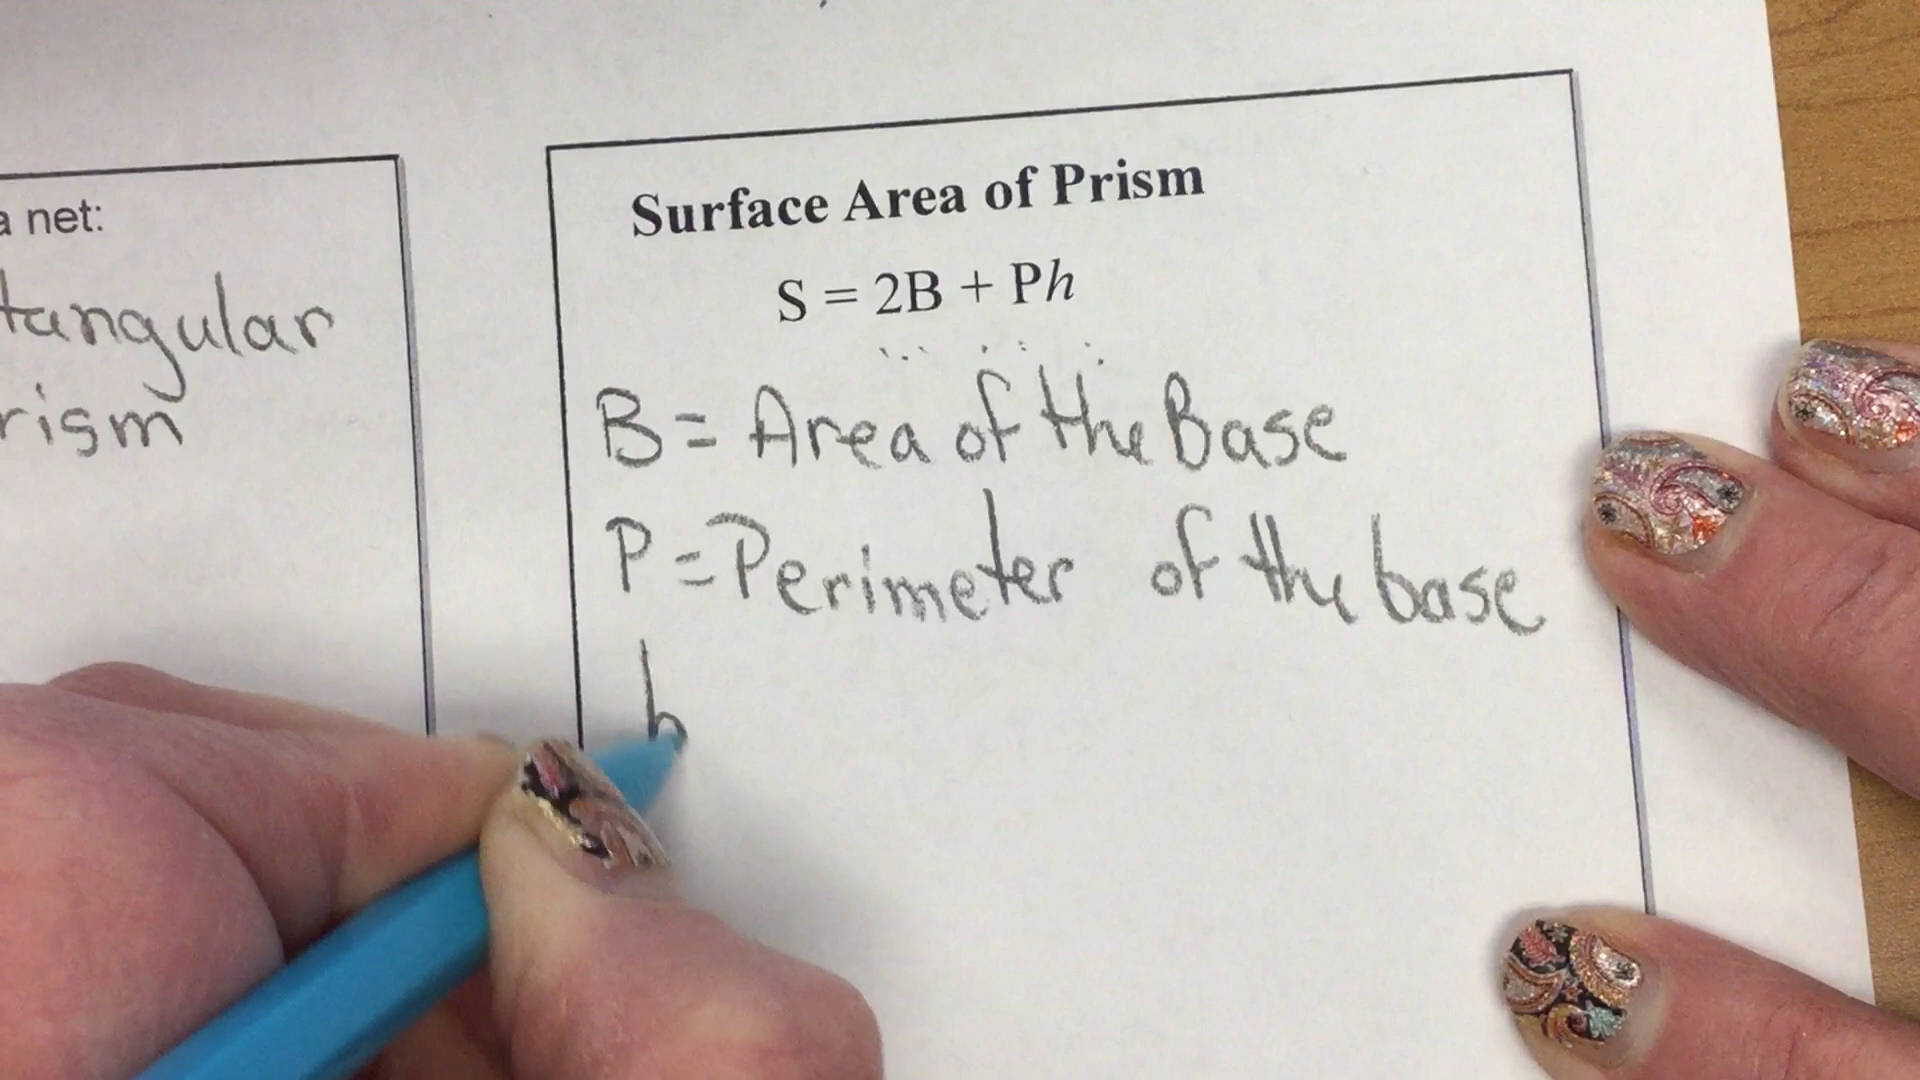 a net:
tangular
rism
Surface Area of Prism
S = 2B + Ph
B = Area of the Base
P = Perimeter of the base
h